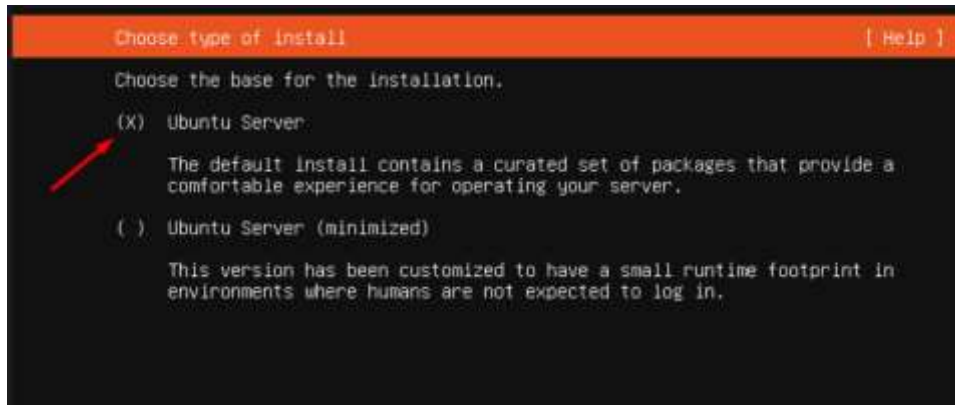 Choose type of install [ Help ]
Choose the base for the installation.
(X) Ubuntu Server
The default install contains a curated set of packages that provide a
comfortable experience for operating your server.
( ) Ubuntu Server (minimized)
This version has been customized to have a small runtime footprint in
environments where humans are not expected to log in.